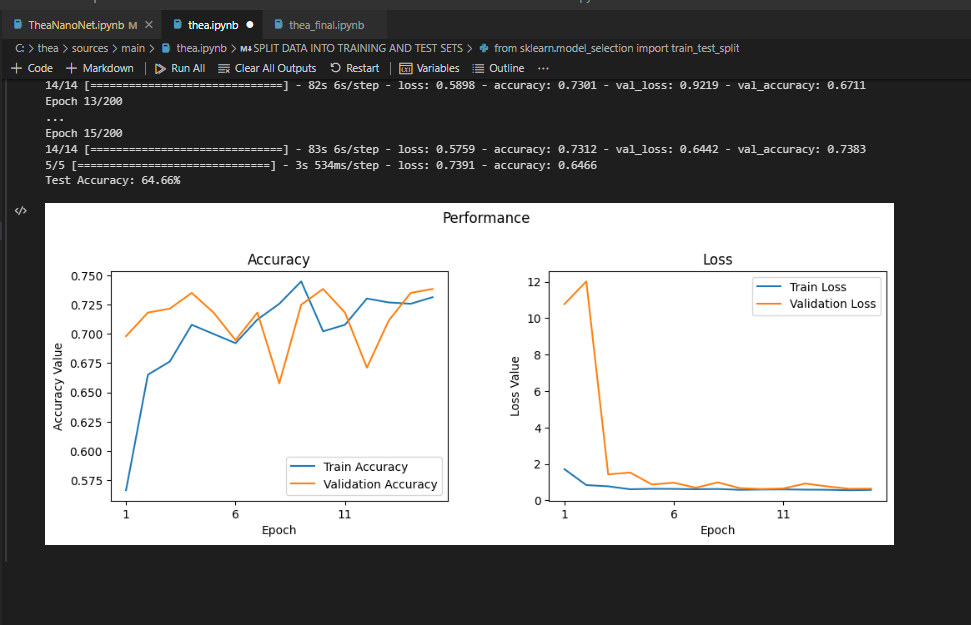 TheaNanoNet.ipynb M
thea.ipynb
thea_final.ipynb
C: > thea > sources > main > thea.ipynb > M↓SPLIT DATA INTO TRAINING AND TEST SETS > from sklearn.model_selection import train_test_split
+ Code + Markdown | Run All Clear All Outputs Restart | Variables Outline ...
14/14 [==============================] - 82s 6s/step - loss: 0.5898 - accuracy: 0.7301 - val_loss: 0.9219 - val_accuracy: 0.6711
Epoch 13/200
...
Epoch 15/200
14/14 [==============================] - 83s 6s/step - loss: 0.5759 - accuracy: 0.7312 - val_loss: 0.6442 - val_accuracy: 0.7383
5/5 [==============================] - 3s 534ms/step - loss: 0.7391 - accuracy: 0.6466
Test Accuracy: 64.66%
Performance
Accuracy
0.750
0.725
0.700
0.675
0.650
0.625
0.600
0.575
Accuracy Value
Train Accuracy
Validation Accuracy
1 6 11
Epoch
Loss
12
10
8
6
4
2
0
Loss Value
Train Loss
Validation Loss
1 6 11
Epoch